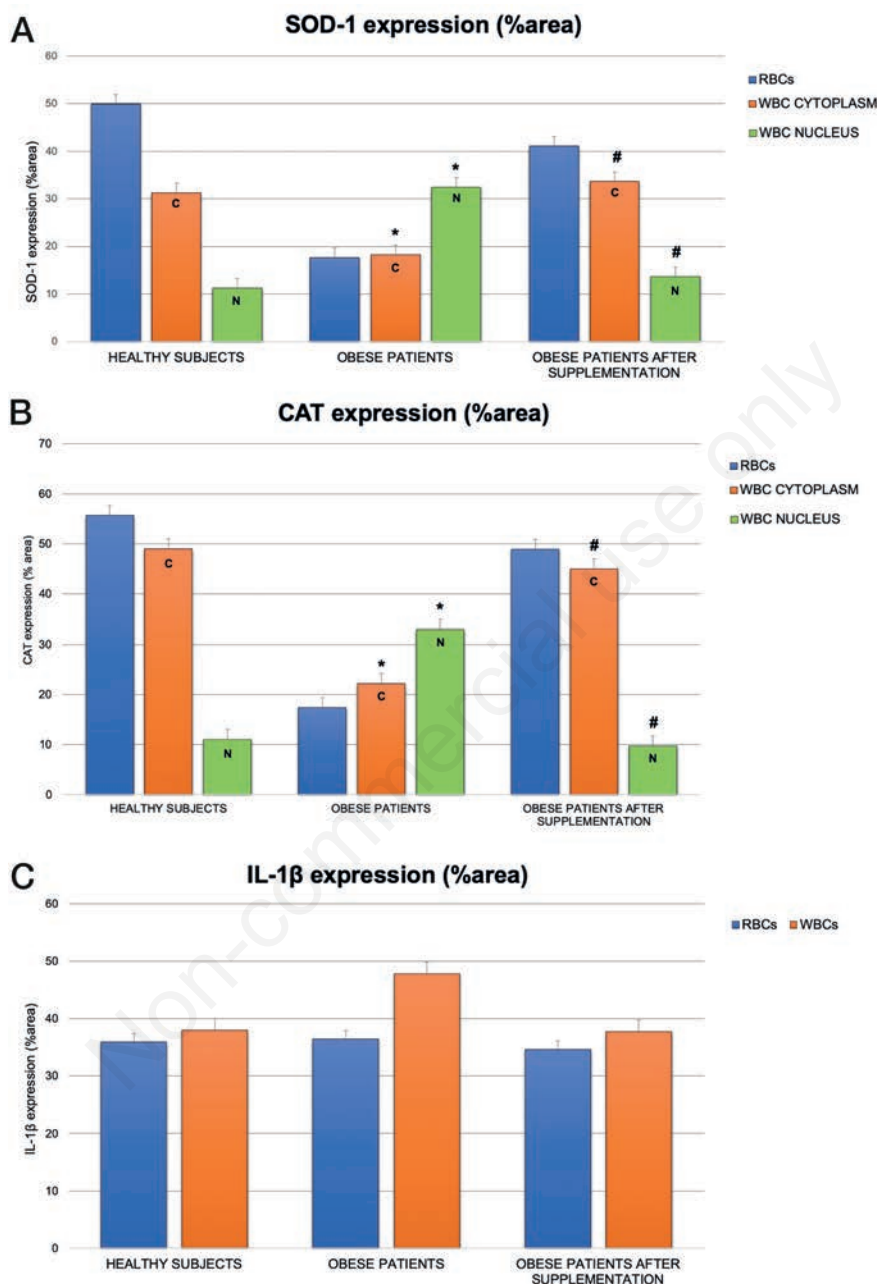 A
SOD-1 expression (%area)
SOD-1 expression (%area)
60
50
40
30
20
10
0
C
N
*
C
*
N
#
C
#
N
HEALTHY SUBJECTS
OBESE PATIENTS
OBESE PATIENTS AFTER
SUPPLEMENTATION
RBCs
WBC CYTOPLASM
WBC NUCLEUS
B
CAT expression (%area)
CAT expression (% area)
70
60
50
40
30
20
10
0
C
N
*
C
*
N
#
C
#
N
HEALTHY SUBJECTS
OBESE PATIENTS
OBESE PATIENTS AFTER
SUPPLEMENTATION
RBCs
WBC CYTOPLASM
WBC NUCLEUS
C
IL-1β expression (%area)
IL-1β expression (%area)
60
50
40
30
20
10
0
HEALTHY SUBJECTS
OBESE PATIENTS
OBESE PATIENTS AFTER
SUPPLEMENTATION
RBCs WBCs
Non-commercial use only